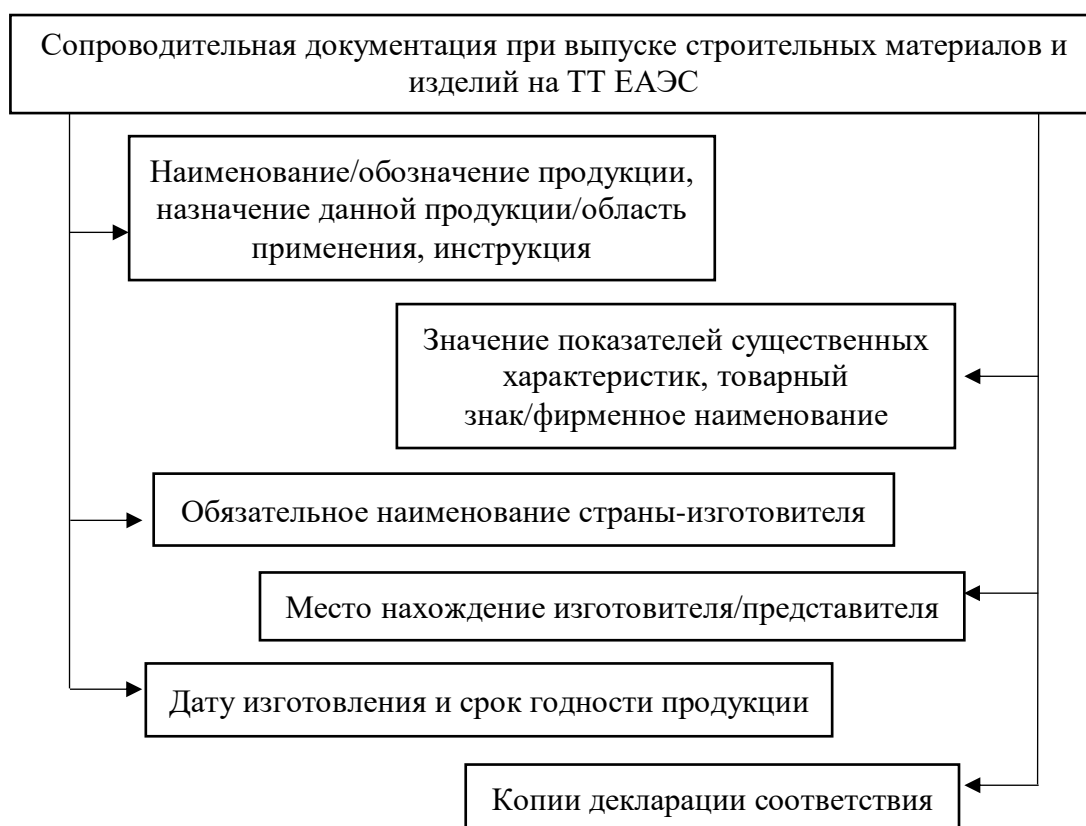 Сопроводительная документация при выпуске строительных материалов и
изделий на ТТ ЕАЭС
Наименование/обозначение продукции,
назначение данной продукции/область
применения, инструкция
Значение показателей существенных
характеристик, товарный
знак/фирменное наименование
Обязательное наименование страны-изготовителя
Место нахождение изготовителя/представителя
Дату изготовления и срок годности продукции
Копии декларации соответствия